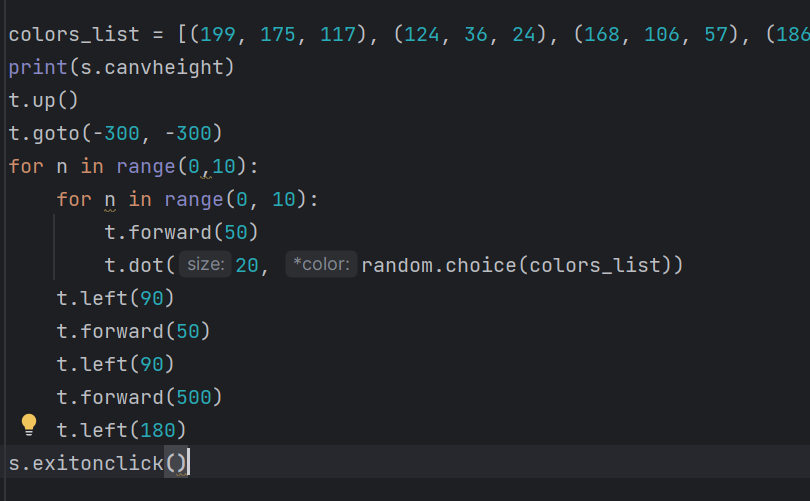 colors_list = [(199, 175, 117), (124, 36, 24), (168, 106, 57), (186
print(s.canvheight)
t.up()
t.goto(-300, -300)
for n in range(0,10):
    for n in range(0, 10):
        t.forward(50)
        t.dot( size: 20, *color: random.choice(colors_list))
    t.left(90)
    t.forward(50)
    t.left(90)
    t.forward(500)
    t.left(180)
s.exitonclick()